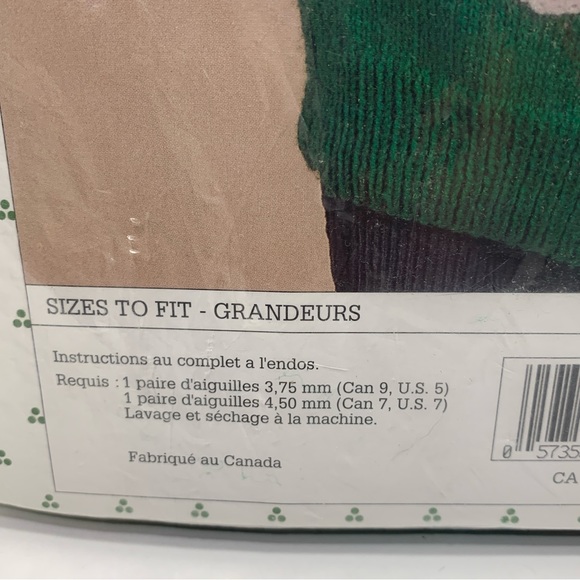 SIZES TO FIT - GRANDEURS
Instructions au complet a l'endos.
Requis : 1 paire d'aiguilles 3,75 mm (Can 9, U.S. 5)
1 paire d'aiguilles 4,50 mm (Can 7, U.S. 7)
Lavage et séchage à la machine.
Fabriqué au Canada
0 5735
CA